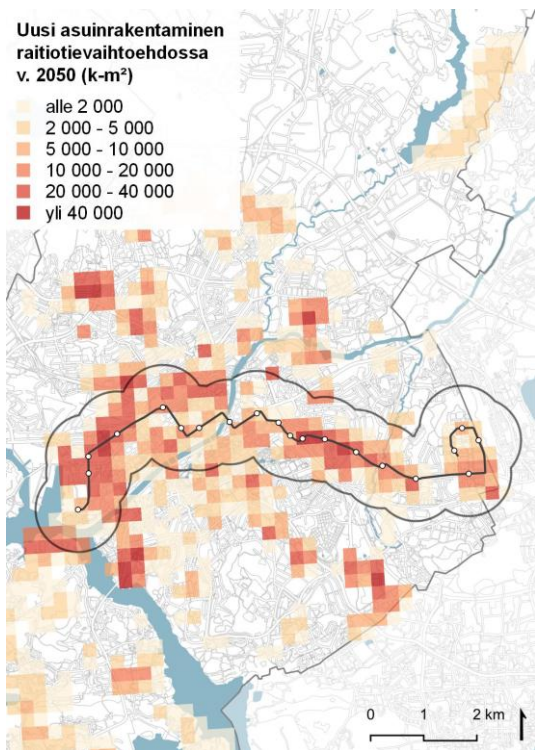 Uusi asuinrakentaminen
raitiotievaihtoehdossa
v. 2050 (k-m²)
alle 2 000
2 000 - 5 000
5 000 - 10 000
10 000 - 20 000
20 000 - 40 000
yli 40 000
0 1 2 km